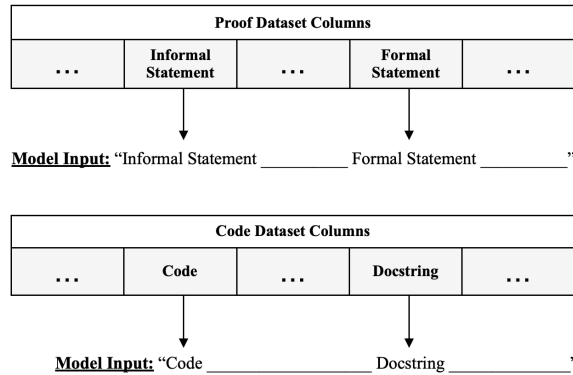 Proof Dataset Columns
... Informal Statement ... Formal Statement ...
Model Input: “Informal Statement __________ Formal Statement __________”
Code Dataset Columns
... Code ... Docstring ...
Model Input: “Code ___________________ Docstring ______________”